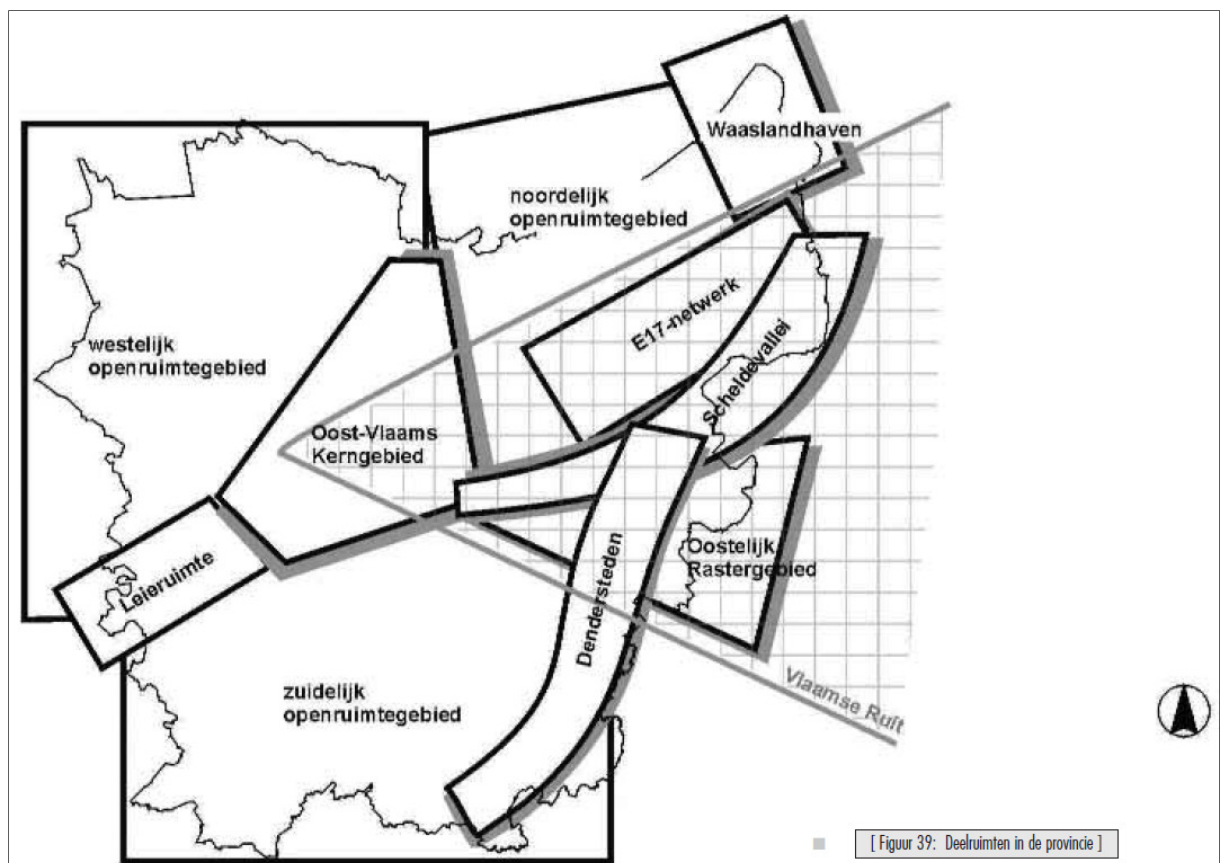 Waaslandhaven
noordelijk
openruimtegebied
E17-netwerk
westelijk
openruimtegebied
Scheldevallei
Oost-Vlaams
Kerngebied
Oostelijk
Rastergebied
Leieruimte
Dendersteden
Vlaamse Ruit
zuidelijk
openruimtegebied
[ Figuur 39: Deelruimten in de provincie ]